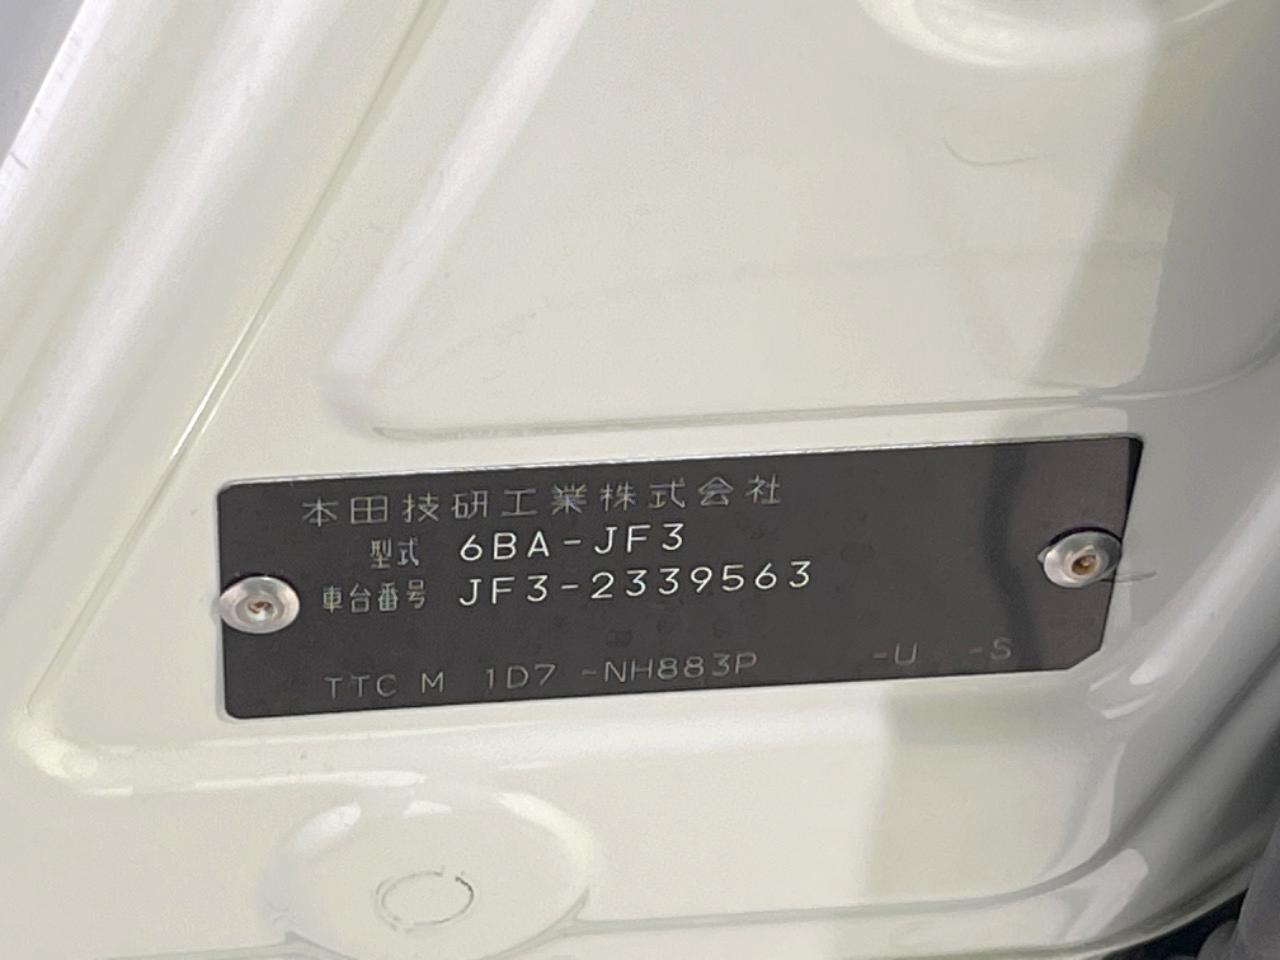 本田技研工業株式会社
型式 6BA-JF3
車台番号 JF3-2339563
TTC M 1D7 -NH883P -U -S